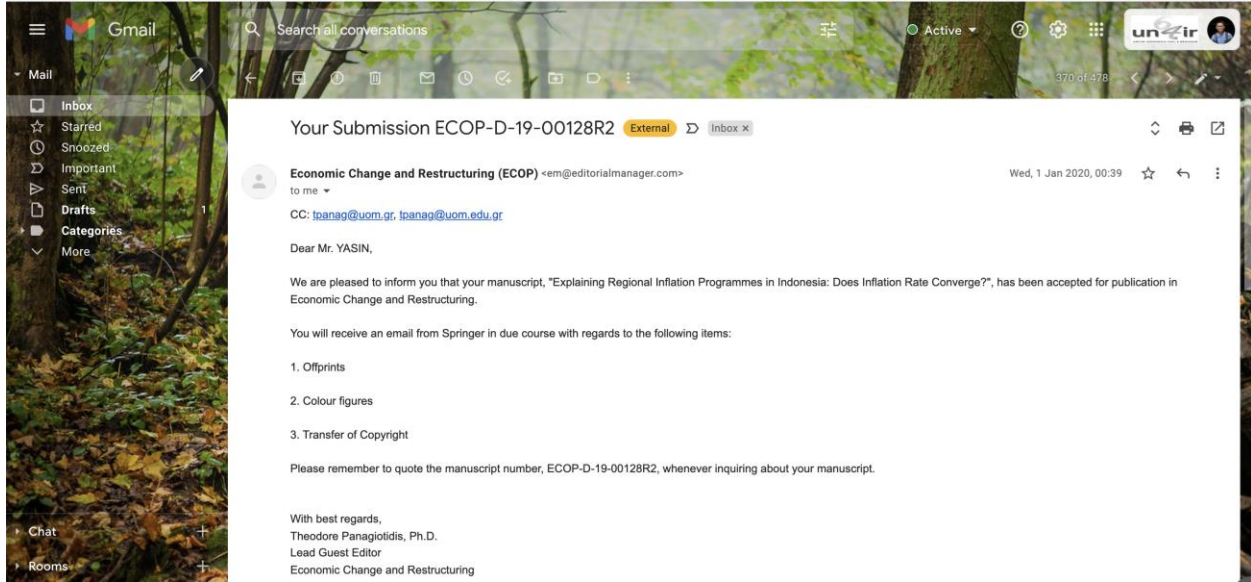 Gmail
Search all conversations
Active
un64ir
Mail
370 of 478
Inbox
Starred
Snoozed
Important
Sent
Drafts 1
Categories
More
Your Submission ECOP-D-19-00128R2 External Inbox ×
Economic Change and Restructuring (ECOP) <em@editorialmanager.com> Wed, 1 Jan 2020, 00:39
to me
CC: tpanag@uom.gr, tpanag@uom.edu.gr
Dear Mr. YASIN,
We are pleased to inform you that your manuscript, "Explaining Regional Inflation Programmes in Indonesia: Does Inflation Rate Converge?", has been accepted for publication in
Economic Change and Restructuring.
You will receive an email from Springer in due course with regards to the following items:
1. Offprints
2. Colour figures
3. Transfer of Copyright
Please remember to quote the manuscript number, ECOP-D-19-00128R2, whenever inquiring about your manuscript.
With best regards,
Theodore Panagiotidis, Ph.D.
Lead Guest Editor
Economic Change and Restructuring
Chat
Rooms